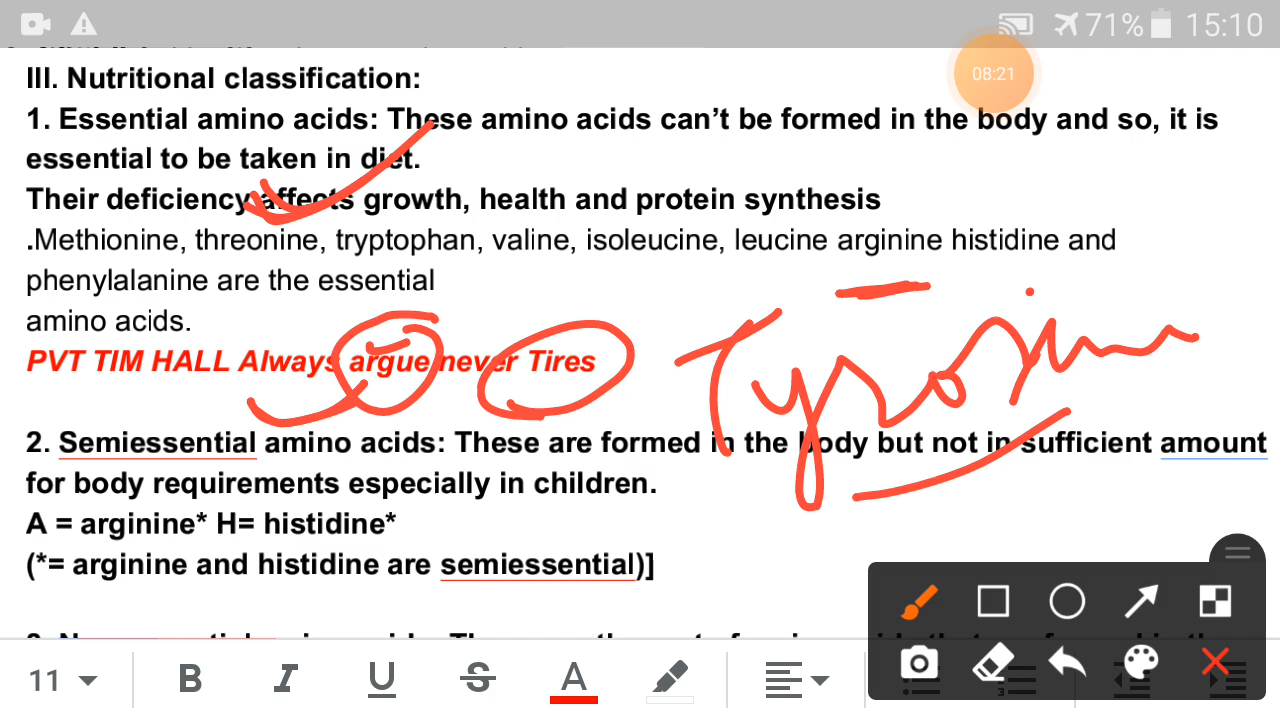 71% 15:10
08:21
III. Nutritional classification:
1. Essential amino acids: These amino acids can't be formed in the body and so, it is
essential to be taken in diet.
Their deficiency affects growth, health and protein synthesis
.Methionine, threonine, tryptophan, valine, isoleucine, leucine arginine histidine and
phenylalanine are the essential
amino acids.
PVT TIM HALL Always argue never Tires
Tyrosine
2. Semiessential amino acids: These are formed in the body but not in sufficient amount
for body requirements especially in children.
A = arginine* H= histidine*
(*= arginine and histidine are semiessential)]
11 B I U S A